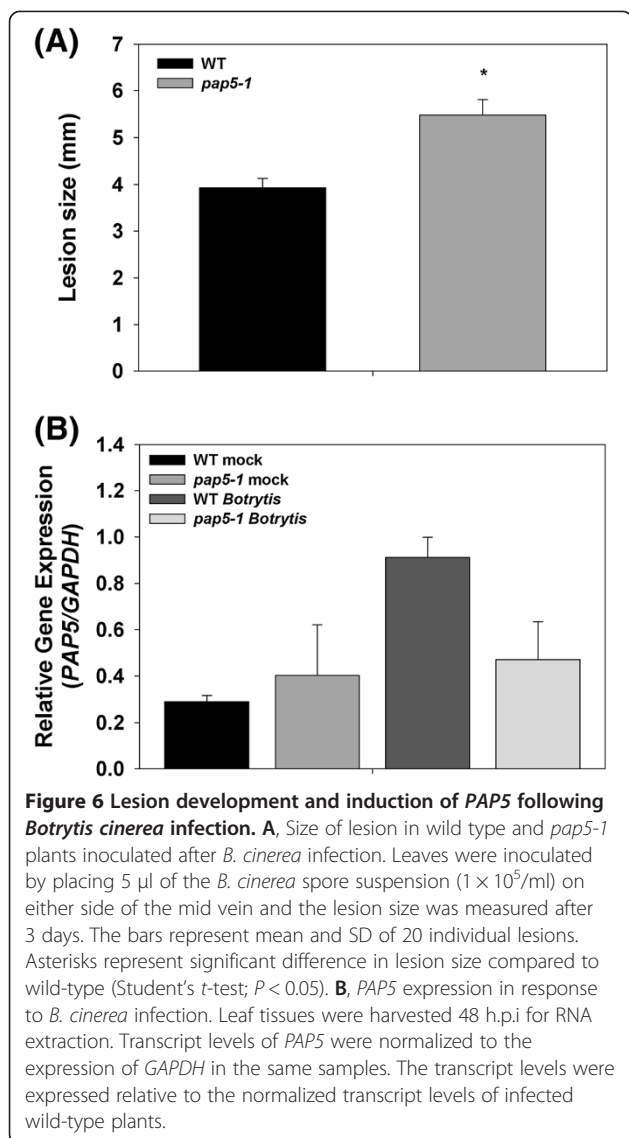 (A)
7
6
5
4
3
2
1
0
Lesion size (mm)
WT
pap5-1
*
(B)
1.4
1.2
1.0
0.8
0.6
0.4
0.2
0.0
Relative Gene Expression
(PAP5/GAPDH)
WT mock
pap5-1 mock
WT Botrytis
pap5-1 Botrytis
Figure 6 Lesion development and induction of PAP5 following
Botrytis cinerea infection. A, Size of lesion in wild type and pap5-1
plants inoculated after B. cinerea infection. Leaves were inoculated
by placing 5 µl of the B. cinerea spore suspension (1 × 10⁵/ml) on
either side of the mid vein and the lesion size was measured after
3 days. The bars represent mean and SD of 20 individual lesions.
Asterisks represent significant difference in lesion size compared to
wild-type (Student's t-test; P < 0.05). B, PAP5 expression in response
to B. cinerea infection. Leaf tissues were harvested 48 h.p.i for RNA
extraction. Transcript levels of PAP5 were normalized to the
expression of GAPDH in the same samples. The transcript levels were
expressed relative to the normalized transcript levels of infected
wild-type plants.